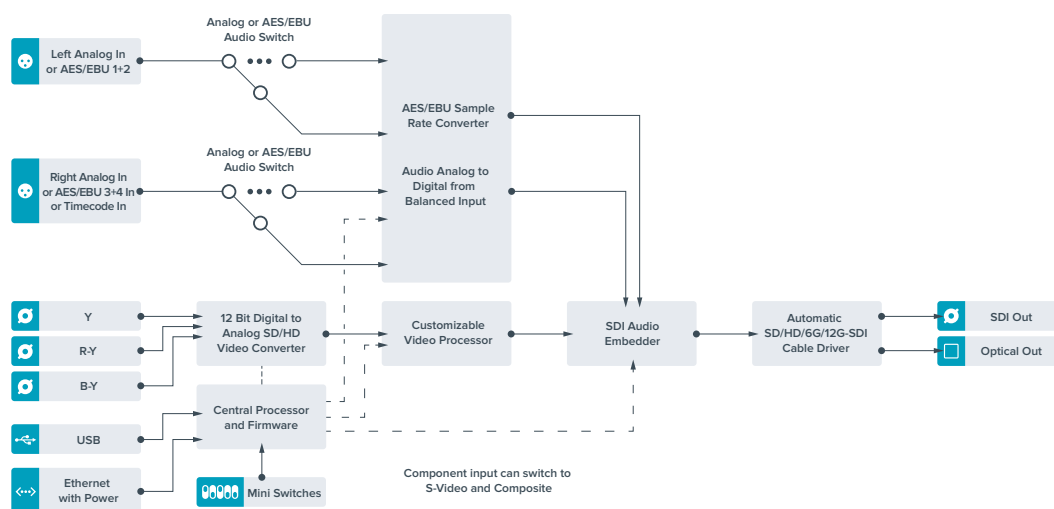 Analog or AES/EBU
Audio Switch
Left Analog In
or AES/EBU 1+2
AES/EBU Sample
Rate Converter
Analog or AES/EBU
Audio Switch
Right Analog In
or AES/EBU 3+4 In
or Timecode In
Audio Analog to
Digital from
Balanced Input
Y
R-Y
B-Y
12 Bit Digital to
Analog SD/HD
Video Converter
Customizable
Video Processor
SDI Audio
Embedder
Automatic
SD/HD/6G/12G-SDI
Cable Driver
SDI Out
Optical Out
Central Processor
and Firmware
USB
Ethernet
with Power
Mini Switches
Component input can switch to
S-Video and Composite